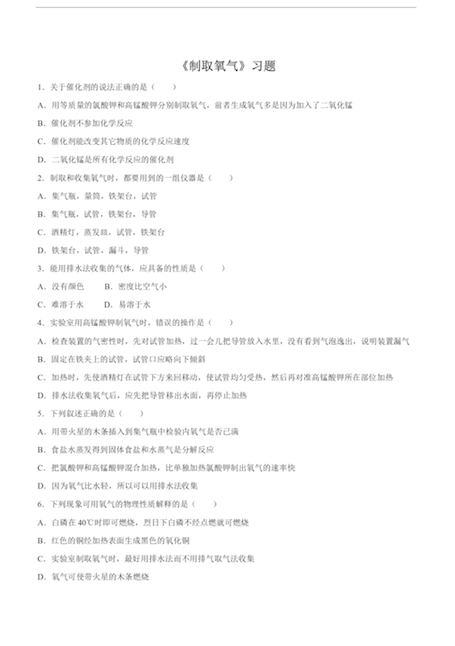 《制取氧气》习题
1．关于催化剂的说法正确的是（　　）
A．用等质量的氯酸钾和高锰酸钾分别制取氧气，前者生成氧气多是因为加入了二氧化锰
B．催化剂不参加化学反应
C．催化剂能改变其它物质的化学反应速度
D．二氧化锰是所有化学反应的催化剂
2．制取和收集氧气时，都要用到的一组仪器是（　　）
A．集气瓶，量筒，铁架台，试管
B．集气瓶，试管，铁架台，导管
C．酒精灯，蒸发皿，试管，铁架台
D．铁架台，试管，漏斗，导管
3．能用排水法收集的气体，应具备的性质是（　　）
A．没有颜色　　B．密度比空气小
C．难溶于水　　D．易溶于水
4．实验室用高锰酸钾制氧气时，错误的操作是（　　）
A．检查装置的气密性时，先对试管加热，过一会儿把导管放入水里，没有看到气泡逸出，说明装置漏气
B．固定在铁夹上的试管，试管口应略向下倾斜
C．加热时，先使酒精灯在试管下方来回移动，使试管均匀受热，然后再对准高锰酸钾所在部位加热
D．排水法收集氧气后，应先把导管移出水面，再停止加热
5．下列叙述正确的是（　　）
A．用带火星的木条插入到集气瓶中检验内氧气是否已满
B．食盐水蒸发得到固体食盐和水蒸气是分解反应
C．把氯酸钾和高锰酸钾混合加热，比单独加热氯酸钾制出氧气的速率快
D．因为氧气比水轻，所以可以用排水法收集
6．下列现象可用氧气的物理性质解释的是（　　）
A．白磷在 40℃时即可燃烧，烈日下白磷不经点燃就可燃烧
B．红色的铜经加热表面生成黑色的氧化铜
C．实验室制取氧气时，最好用排水法而不用排气取气法收集
D．氧气可使带火星的木条燃烧